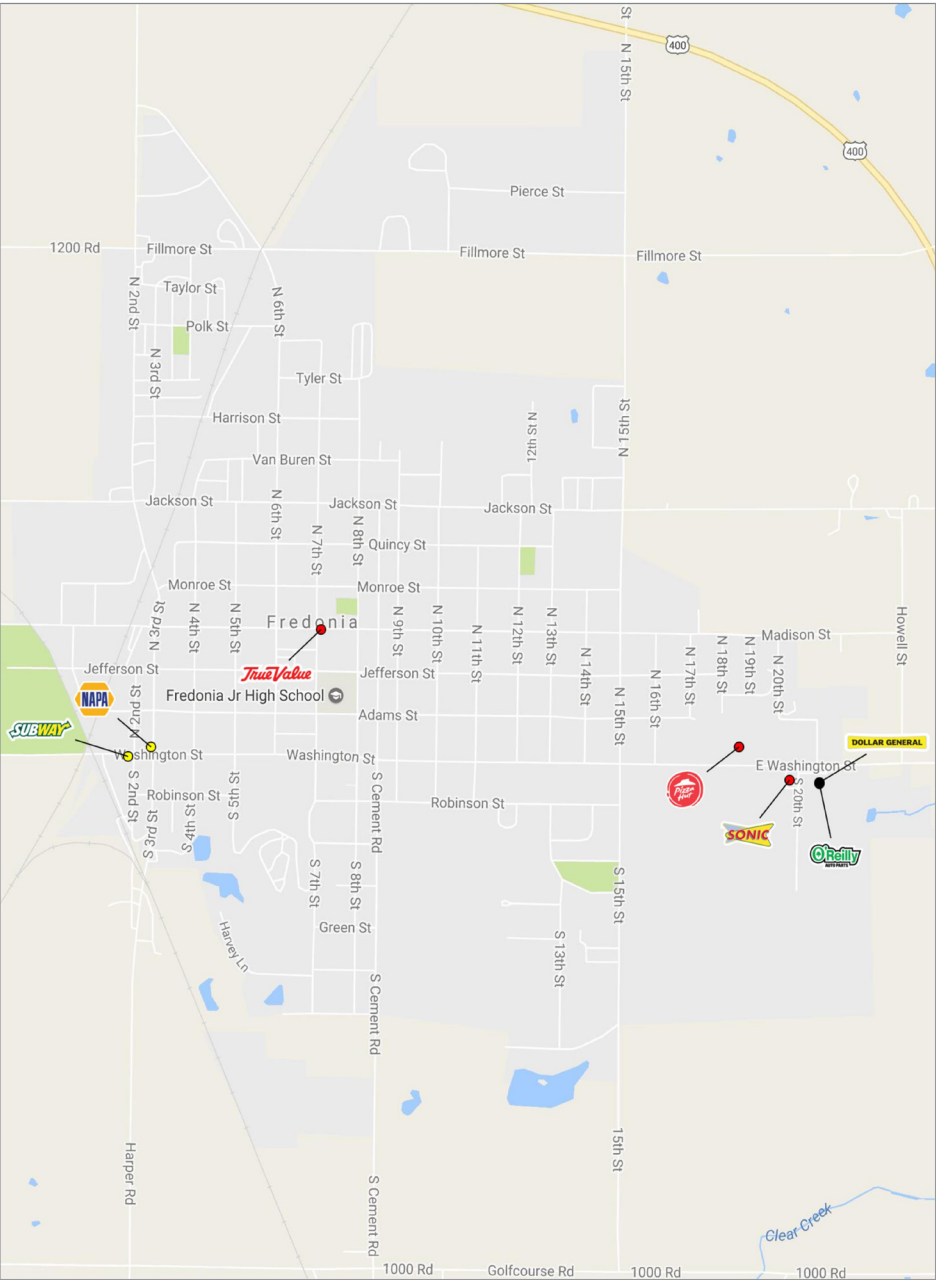 St
N 15th St
400
400
Pierce St
1200 Rd
Fillmore St
Fillmore St
Fillmore St
Taylor St
N 2nd St
N 6th St
Polk St
N 3rd St
Tyler St
Harrison St
12th St N
N 15th St
Van Buren St
Jackson St
Jackson St
Jackson St
N 6th St
N 7th St
N 8th St
Quincy St
Monroe St
Monroe St
N 3rd St
N 4th St
N 5th St
Fredonia
N 9th St
N 10th St
N 11th St
N 12th St
N 13th St
Madison St
Howell St
N 14th St
N 15th St
N 16th St
N 17th St
N 18th St
N 19th St
N 20th St
Jefferson St
TrueValue
Jefferson St
NAPA
N 2nd St
Fredonia Jr High School
Adams St
SUBWAY
Washington St
Washington St
DOLLAR GENERAL
E Washington St
Pizza Hut
S 2nd St
Robinson St
S 3rd St
S 4th St
S 5th St
S Cement Rd
Robinson St
S 20th St
SONIC
O'Reilly
AUTO PARTS
S 7th St
S 8th St
S 15th St
Harvey Ln
Green St
S 13th St
S Cement Rd
Harper Rd
15th St
S Cement Rd
Clear Creek
1000 Rd
Golfcourse Rd
1000 Rd
1000 Rd